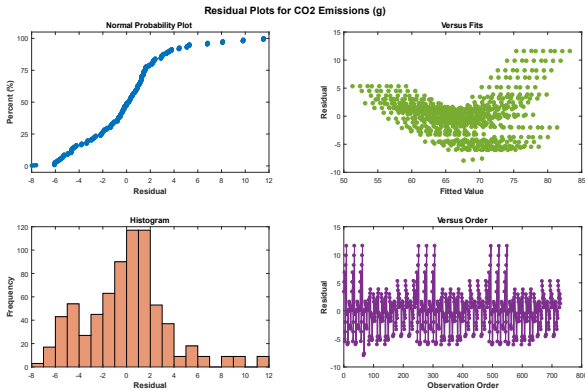 Residual Plots for CO2 Emissions (g)
Normal Probability Plot
Percent (%)
100
75
50
25
0
-8 -6 -4 -2 0 2 4 6 8 10 12
Residual
Versus Fits
Residual
15
10
5
0
-5
-10
50 55 60 65 70 75 80 85
Fitted Value
Histogram
Frequency
120
100
80
60
40
20
0
-8 -6 -4 -2 0 2 4 6 8 10 12
Residual
Versus Order
Residual
15
10
5
0
-5
-10
0 100 200 300 400 500 600 700 800
Observation Order